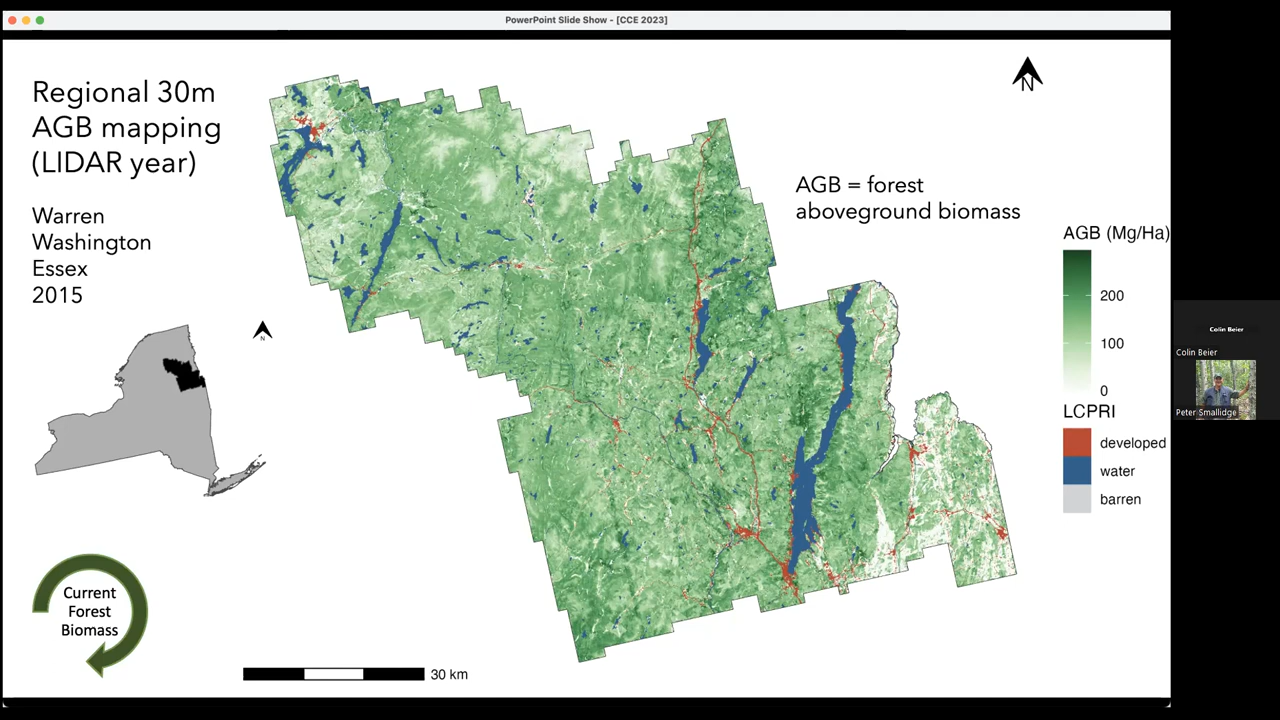 PowerPoint Slide Show - [CCE 2023]
Regional 30m
AGB mapping
(LIDAR year)
Warren
Washington
Essex
2015
N
N
AGB = forest
aboveground biomass
AGB (Mg/Ha)
200
100
0
LCPRI
developed
water
barren
Current
Forest
Biomass
30 km
Colin Beier
Colin Beier
Peter Smallidge